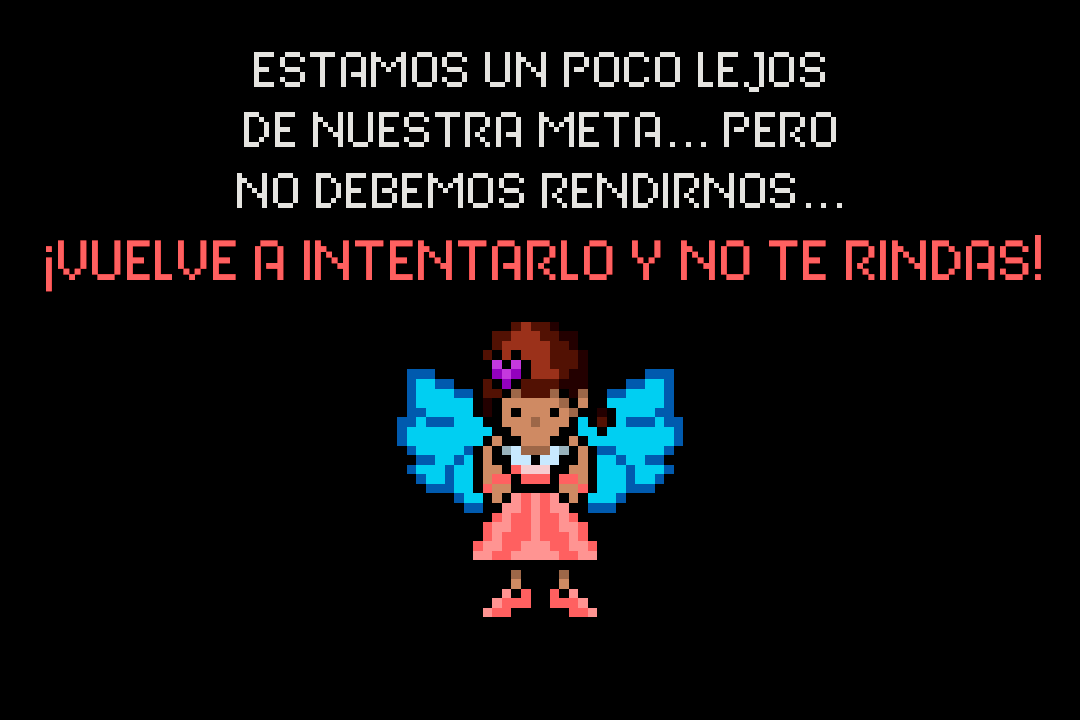 ESTAMOS UN POCO LEJOS
DE NUESTRA META... PERO
NO DEBEMOS RENDIRNOS...
¡VUELVE A INTENTARLO Y NO TE RINDAS!